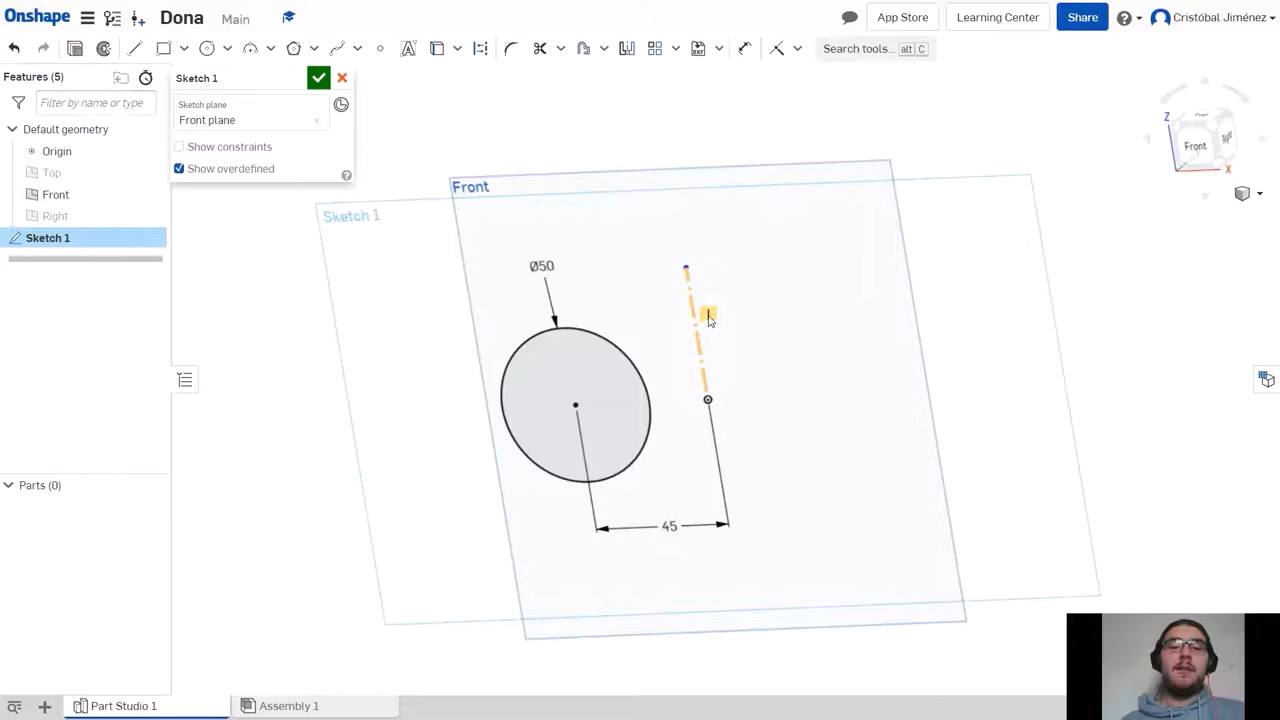 Onshape
Dona
Main
App Store
Learning Center
Share
Cristóbal Jiménez
Search tools...
alt
C
Features (5)
Filter by name or type
Default geometry
Origin
Top
Front
Right
Sketch 1
Parts (0)
Sketch 1
Sketch plane
Front plane
Show constraints
Show overdefined
Front
Sketch 1
Ø50
45
Z
Front
Right
X
Part Studio 1
Assembly 1